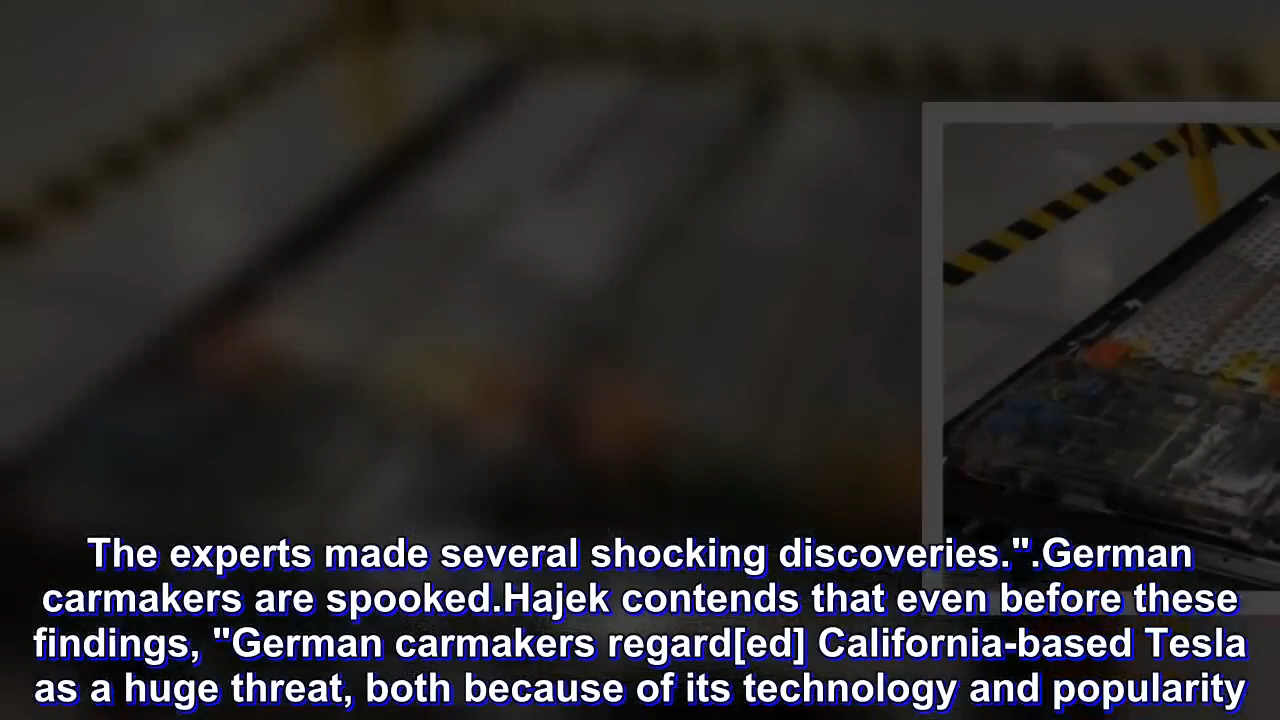 The experts made several shocking discoveries.".German
carmakers are spooked.Hajek contends that even before these
findings, "German carmakers regard[ed] California-based Tesla
as a huge threat, both because of its technology and popularity